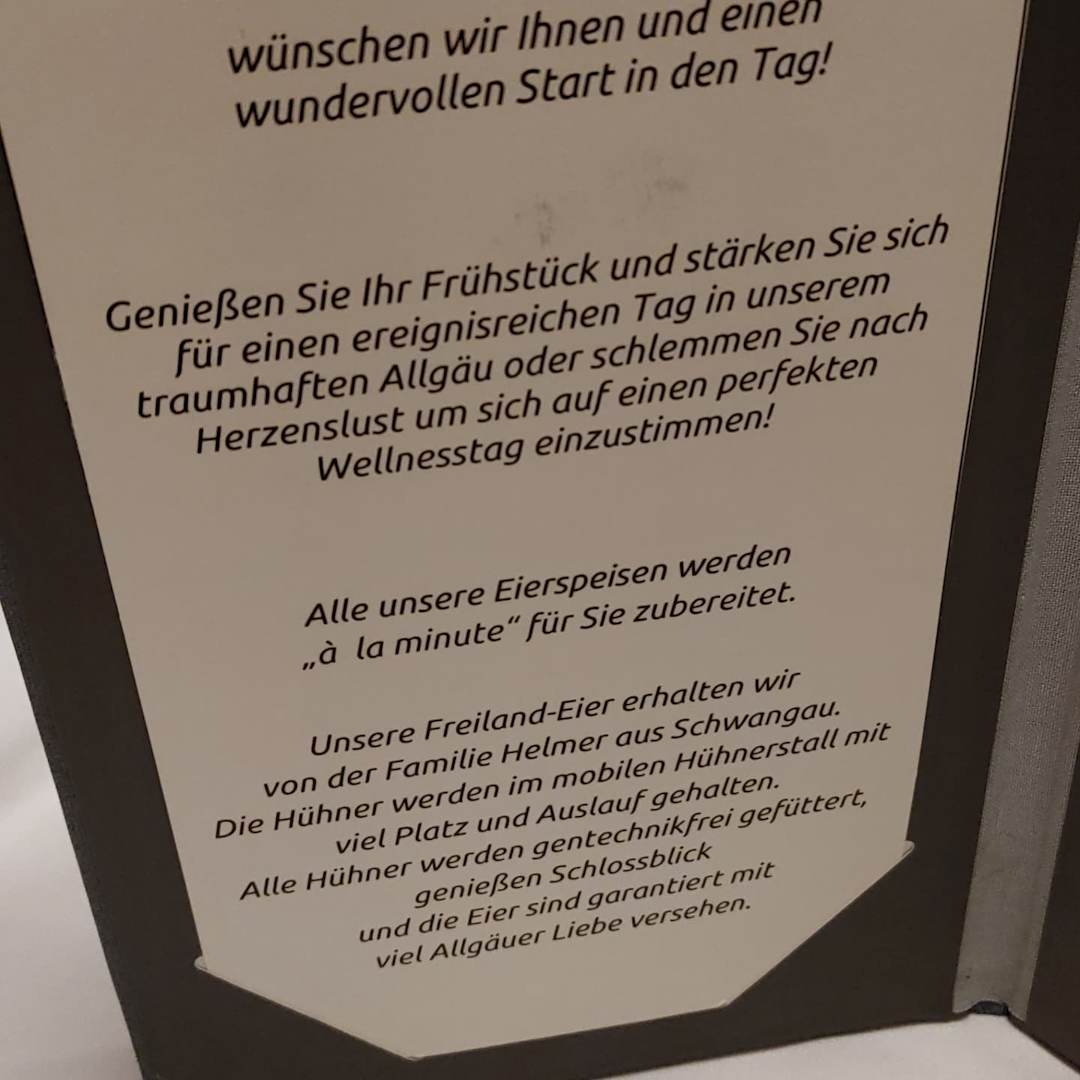 wünschen wir Ihnen und einen
wundervollen Start in den Tag!
Genießen Sie Ihr Frühstück und stärken Sie sich
für einen ereignisreichen Tag in unserem
traumhaften Allgäu oder schlemmen Sie nach
Herzenslust um sich auf einen perfekten
Wellnesstag einzustimmen!
Alle unsere Eierspeisen werden
„à la minute“ für Sie zubereitet.
Unsere Freiland-Eier erhalten wir
von der Familie Helmer aus Schwangau.
Die Hühner werden im mobilen Hühnerstall mit
viel Platz und Auslauf gehalten.
Alle Hühner werden gentechnikfrei gefüttert,
genießen Schlossblick
und die Eier sind garantiert mit
viel Allgäuer Liebe versehen.